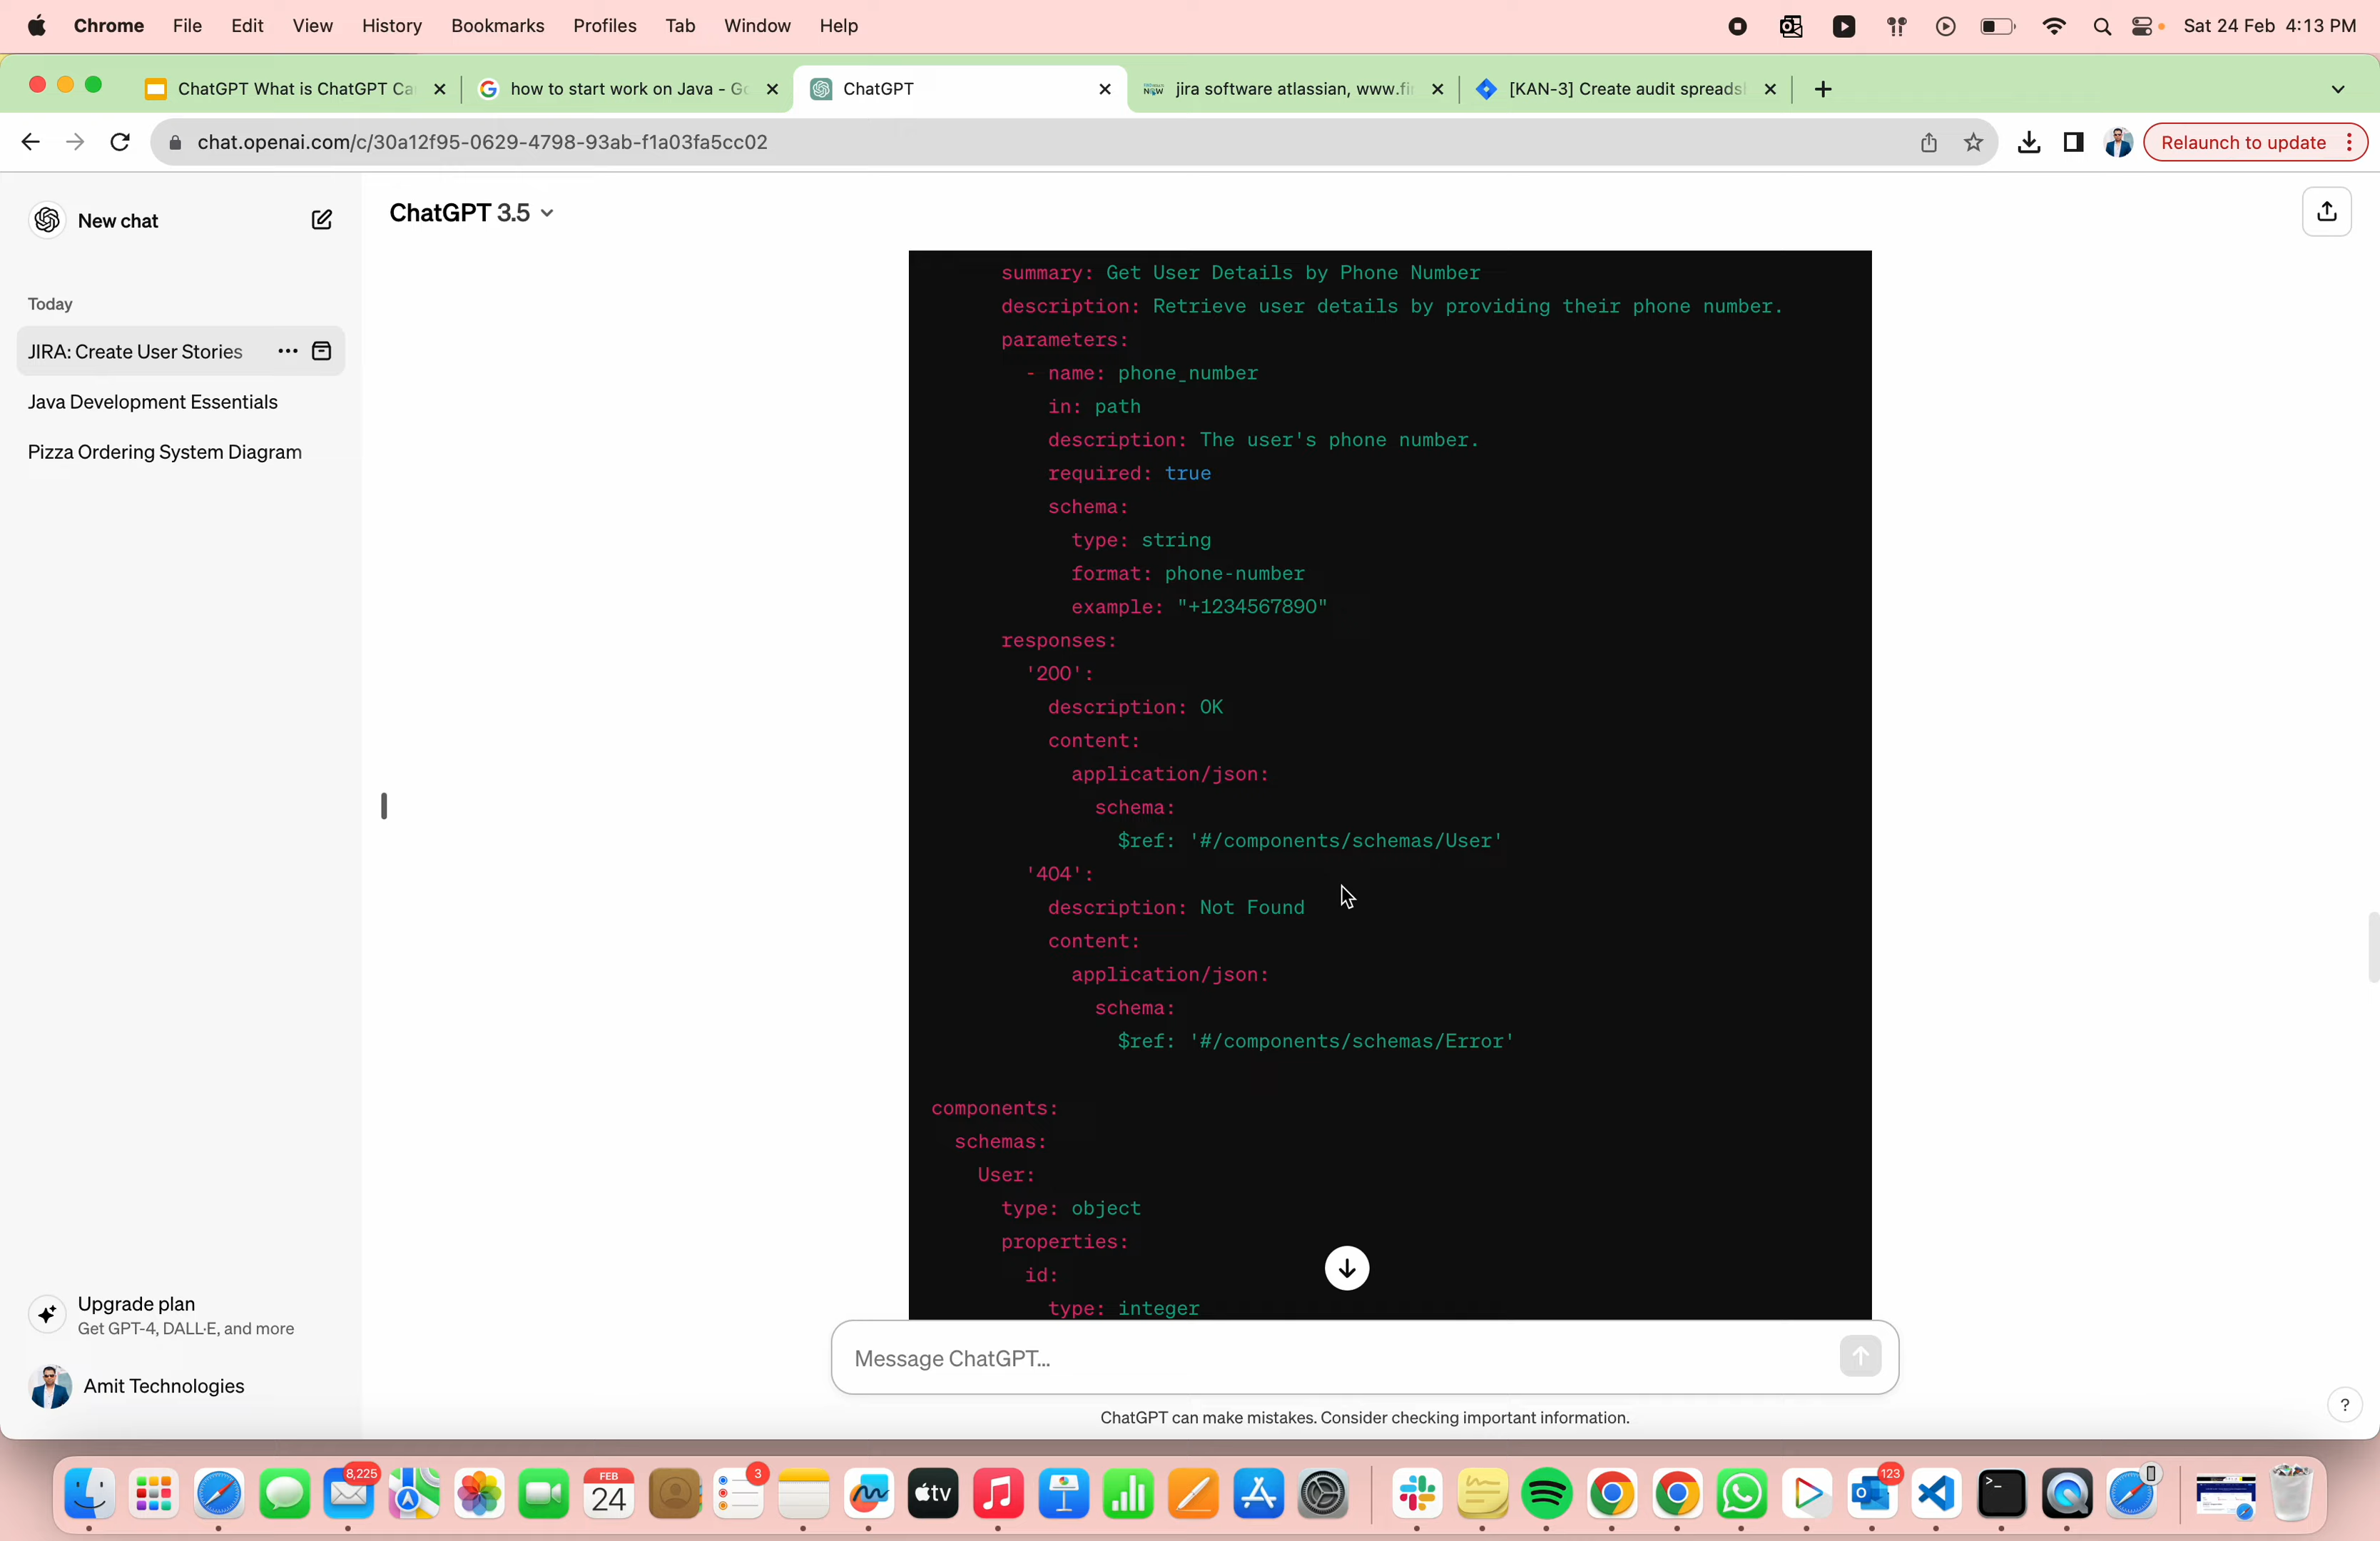 Chrome File Edit View History Bookmarks Profiles Tab Window Help Sat 24 Feb 4:13 PM
ChatGPT What is ChatGPT Ca how to start work on Java - Go ChatGPT jira software atlassian, www.fi [KAN-3] Create audit spreads
chat.openai.com/c/30a12f95-0629-4798-93ab-f1a03fa5cc02 Relaunch to update
New chat
ChatGPT 3.5
Today
JIRA: Create User Stories
Java Development Essentials
Pizza Ordering System Diagram
summary: Get User Details by Phone Number
description: Retrieve user details by providing their phone number.
parameters:
- name: phone_number
in: path
description: The user's phone number.
required: true
schema:
type: string
format: phone-number
example: "+1234567890"
responses:
'200':
description: OK
content:
application/json:
schema:
$ref: '#/components/schemas/User'
'404':
description: Not Found
content:
application/json:
schema:
$ref: '#/components/schemas/Error'
components:
schemas:
User:
type: object
properties:
id:
type: integer
Upgrade plan
Get GPT-4, DALL·E, and more
Amit Technologies
Message ChatGPT...
ChatGPT can make mistakes. Consider checking important information.
?
8,225
FEB
24
3
tv
123